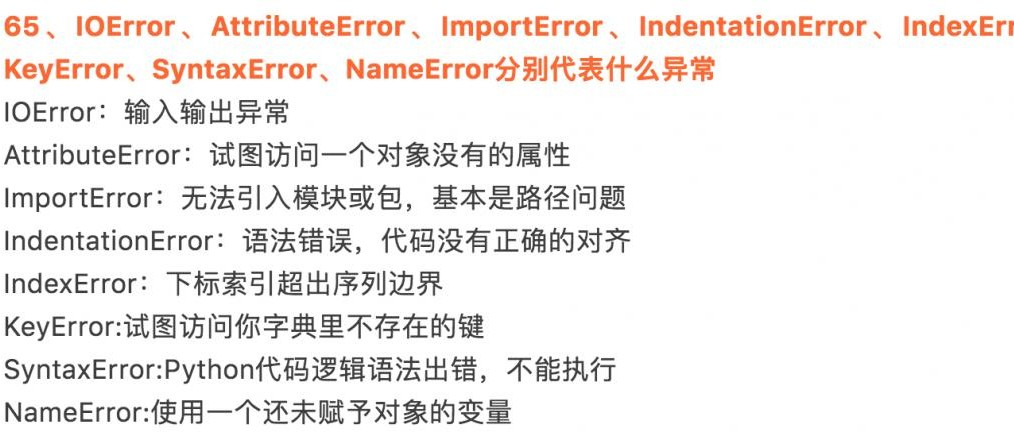 65、IOError、AttributeError、ImportError、IndentationError、IndexErr
KeyError、SyntaxError、NameError分别代表什么异常
IOError：输入输出异常
AttributeError：试图访问一个对象没有的属性
ImportError：无法引入模块或包，基本是路径问题
IndentationError：语法错误，代码没有正确的对齐
IndexError：下标索引超出序列边界
KeyError:试图访问你字典里不存在的键
SyntaxError:Python代码逻辑语法出错，不能执行
NameError:使用一个还未赋予对象的变量